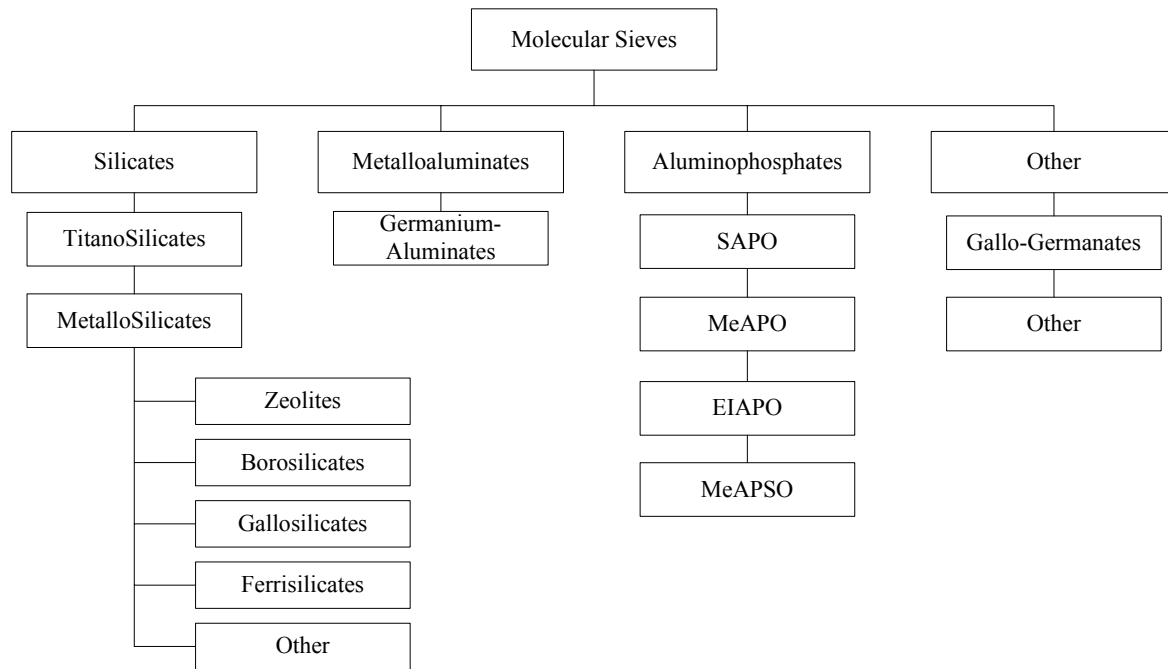 Molecular Sieves
Silicates
Metalloaluminates
Aluminophosphates
Other
TitanoSilicates
Germanium-
Aluminates
SAPO
Gallo-Germanates
MetalloSilicates
MeAPO
Other
Zeolites
EIAPO
Borosilicates
MeAPSO
Gallosilicates
Ferrisilicates
Other